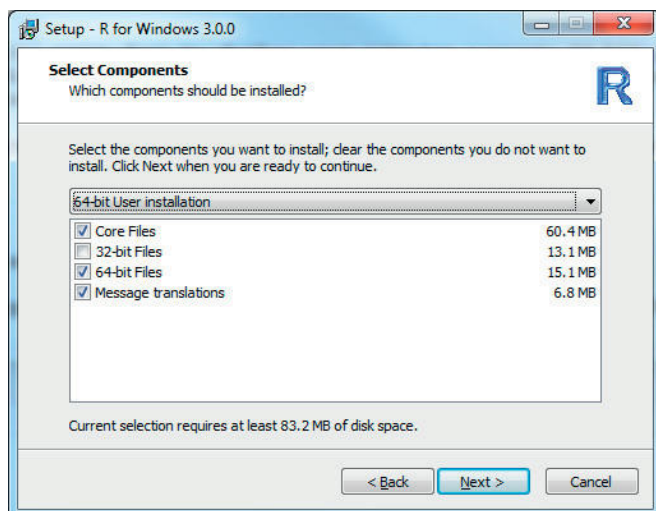 Setup - R for Windows 3.0.0
Select Components
Which components should be installed?
R
Select the components you want to install; clear the components you do not want to
install. Click Next when you are ready to continue.
64-bit User installation
Core Files 60.4 MB
32-bit Files 13.1 MB
64-bit Files 15.1 MB
Message translations 6.8 MB
Current selection requires at least 83.2 MB of disk space.
< Back Next > Cancel